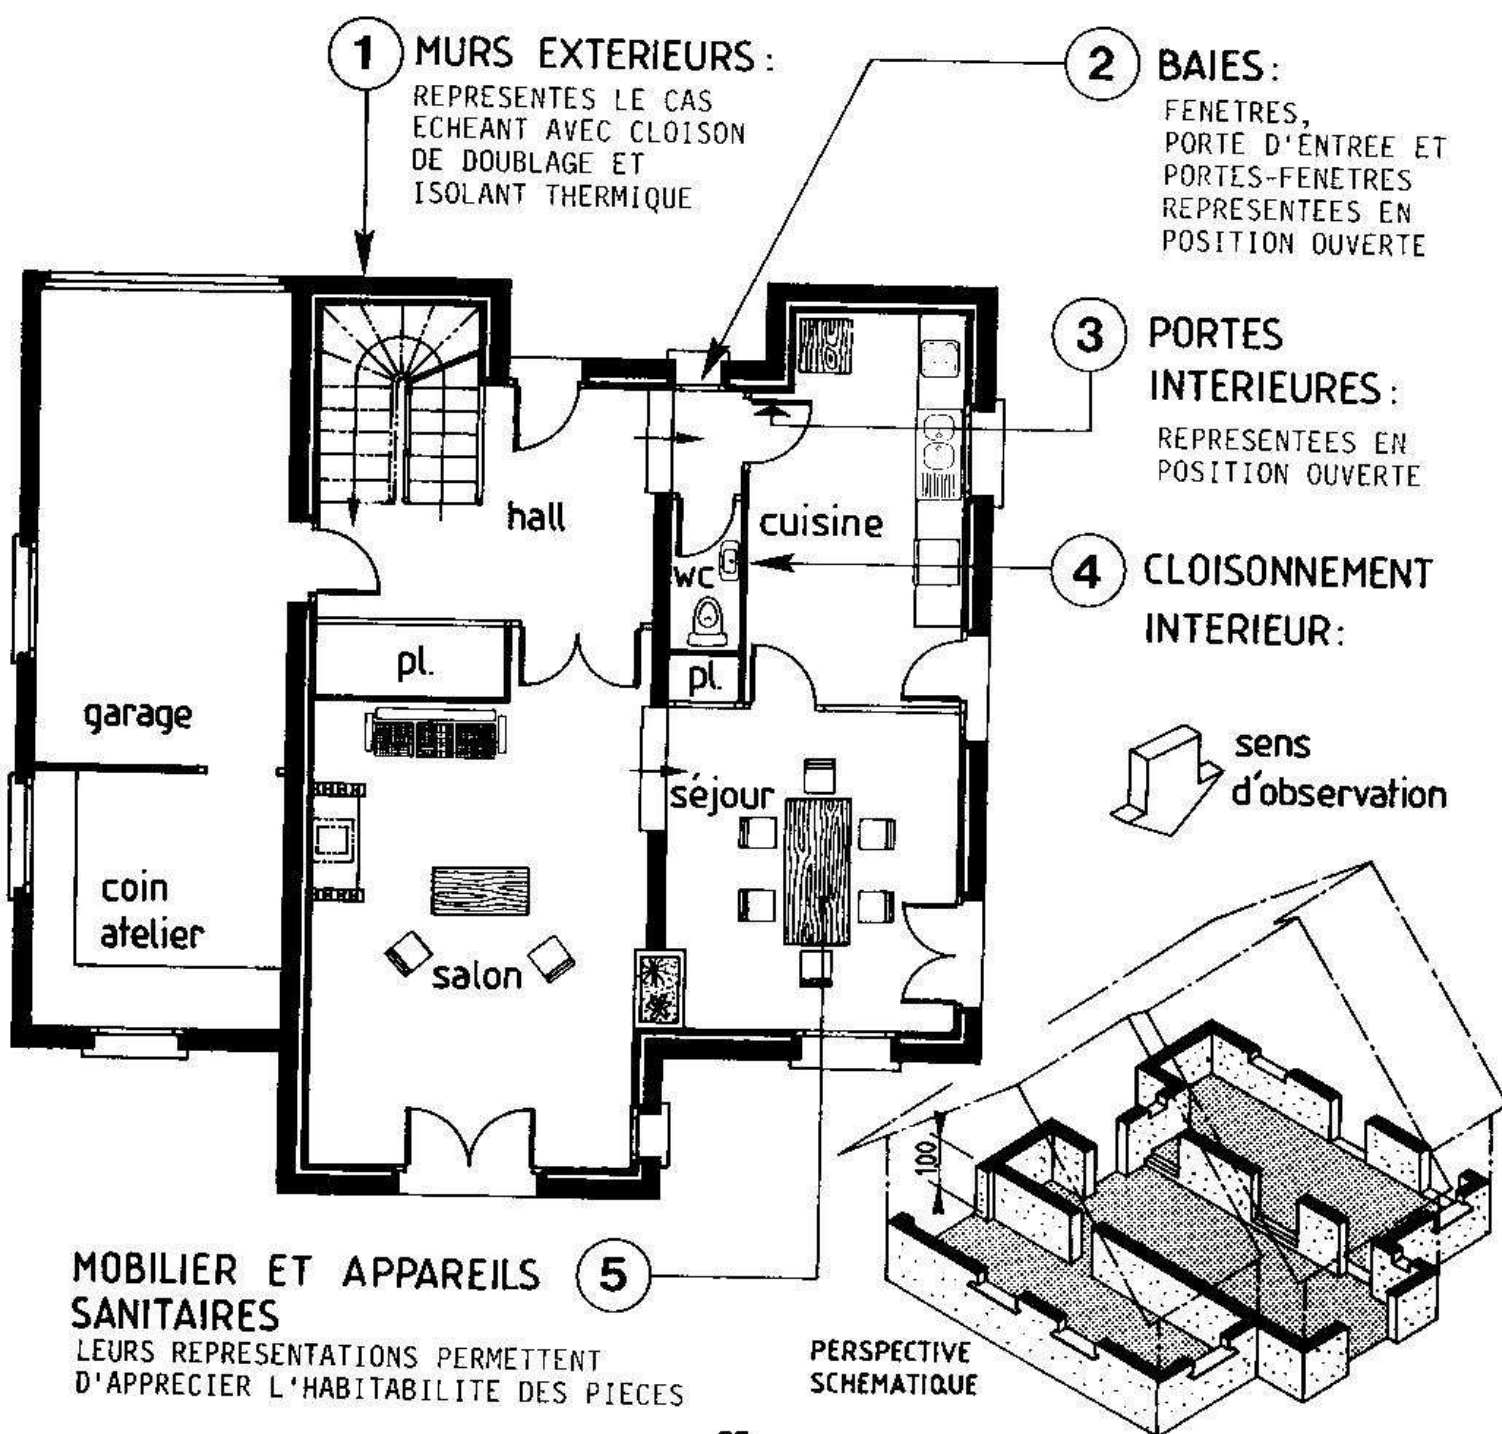 1 MURS EXTERIEURS :
REPRESENTES LE CAS
ECHEANT AVEC CLOISON
DE DOUBLAGE ET
ISOLANT THERMIQUE
2 BAIES :
FENETRES,
PORTE D'ENTREE ET
PORTES-FENETRES
REPRESENTEES EN
POSITION OUVERTE
3 PORTES
INTERIEURES :
REPRESENTEES EN
POSITION OUVERTE
4 CLOISONNEMENT
INTERIEUR :
hall
cuisine
WC
pl.
pl.
garage
séjour
coin
atelier
salon
sens
d'observation
100
MOBILIER ET APPAREILS 5
SANITAIRES
LEURS REPRESENTATIONS PERMETTENT
D'APPRECIER L'HABITABILITE DES PIECES
PERSPECTIVE
SCHEMATIQUE